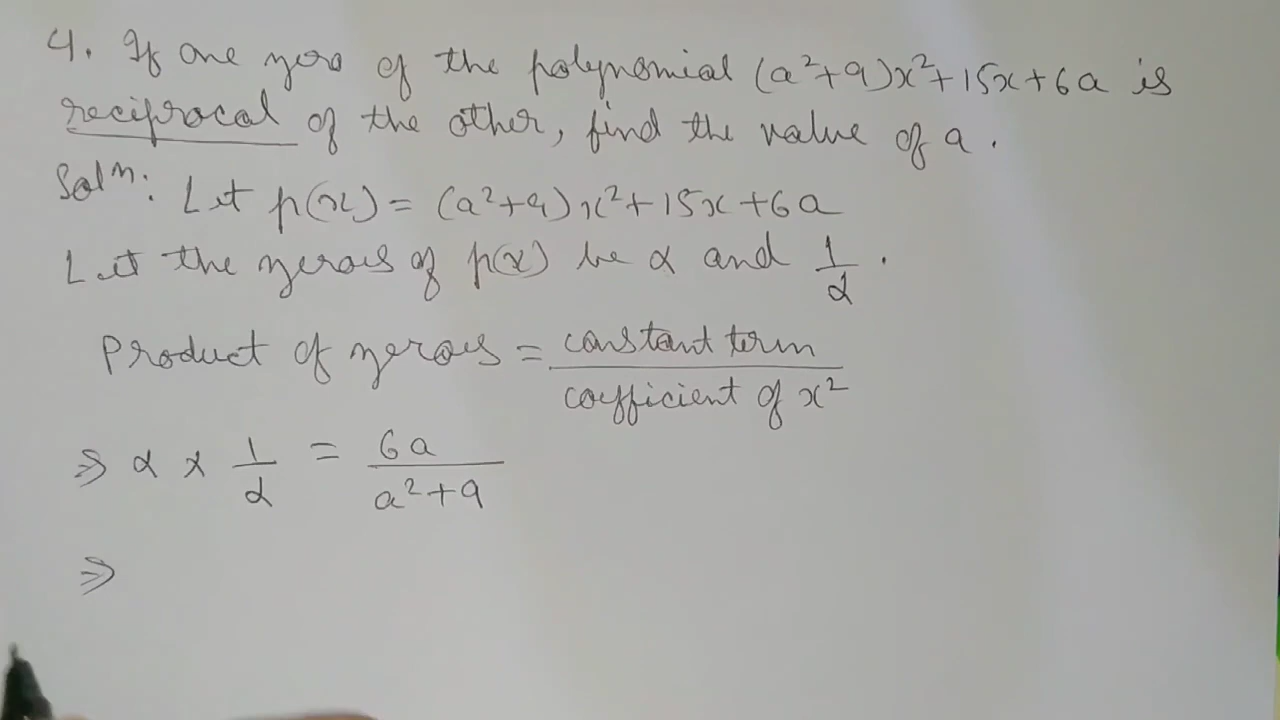 4. If one zero of the polynomial (a²+9)x²+15x+6a is
reciprocal of the other, find the value of a.
Solⁿ: Let p(x) = (a²+9)x²+15x+6a
Let the zeroes of p(x) be α and 1/α.
Product of zeroes = constant term / coefficient of x²
⇒ α × 1/α = 6a / a²+9
⇒